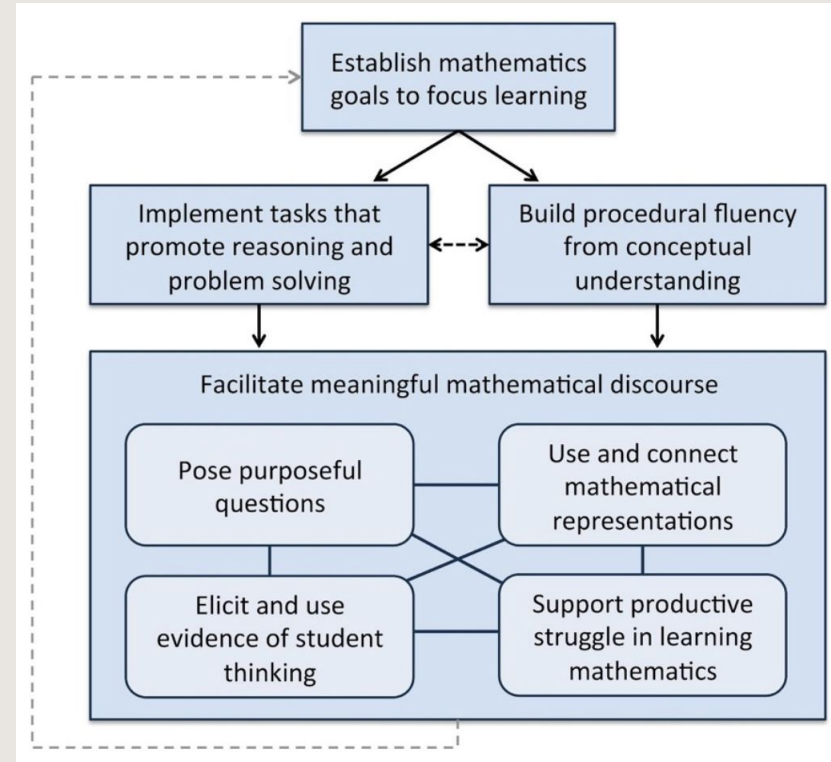 Establish mathematics
goals to focus learning
Implement tasks that
promote reasoning and
problem solving
Build procedural fluency
from conceptual
understanding
Facilitate meaningful mathematical discourse
Pose purposeful
questions
Use and connect
mathematical
representations
Elicit and use
evidence of student
thinking
Support productive
struggle in learning
mathematics